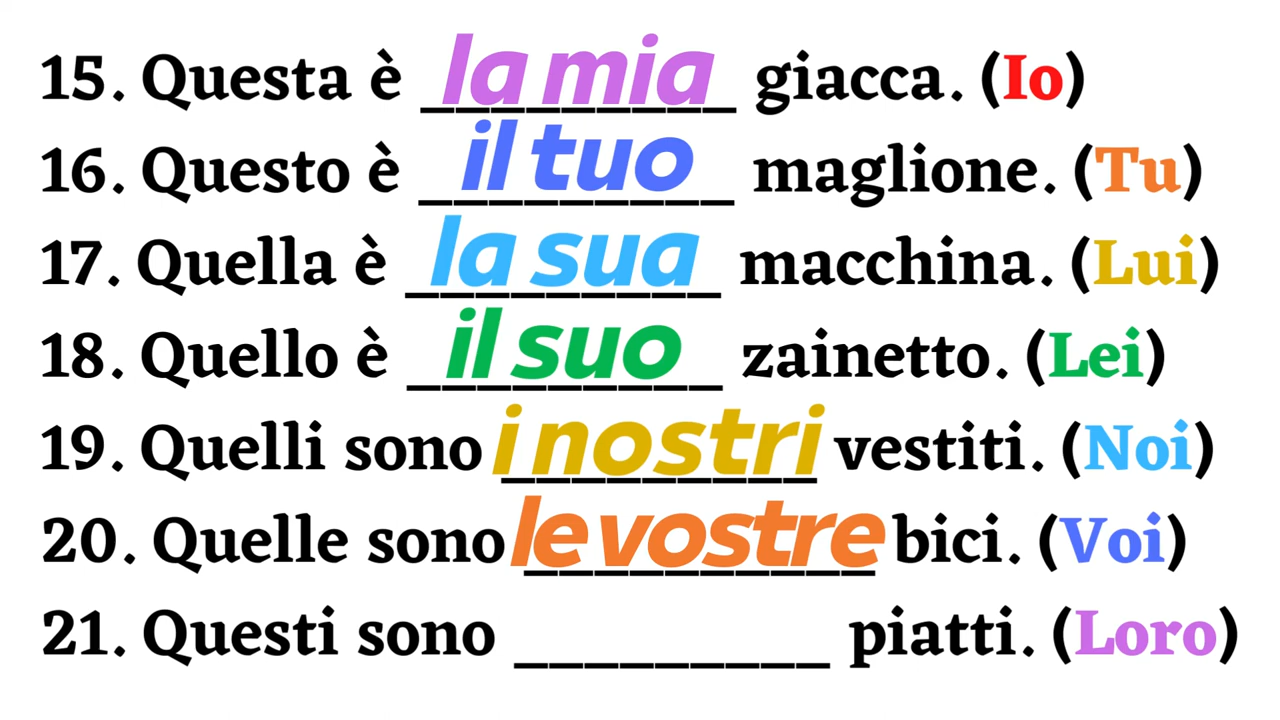 15. Questa è la mia giacca. (Io)
16. Questo è il tuo maglione. (Tu)
17. Quella è la sua macchina. (Lui)
18. Quello è il suo zainetto. (Lei)
19. Quelli sono i nostri vestiti. (Noi)
20. Quelle sono le vostre bici. (Voi)
21. Questi sono _________ piatti. (Loro)